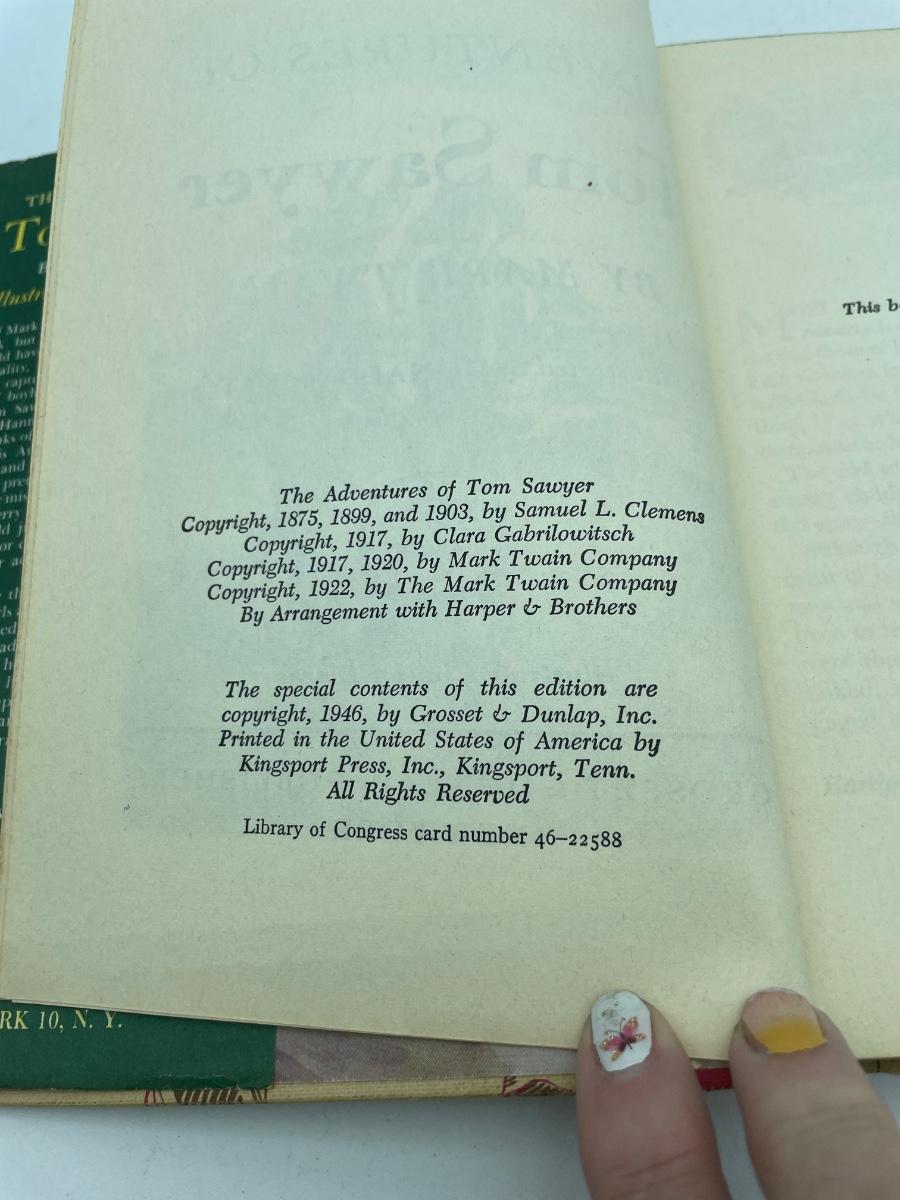 The Adventures of Tom Sawyer
Copyright, 1875, 1899, and 1903, by Samuel L. Clemens
Copyright, 1917, by Clara Gabrilowitsch
Copyright, 1917, 1920, by Mark Twain Company
Copyright, 1922, by The Mark Twain Company
By Arrangement with Harper & Brothers
The special contents of this edition are
copyright, 1946, by Grosset & Dunlap, Inc.
Printed in the United States of America by
Kingsport Press, Inc., Kingsport, Tenn.
All Rights Reserved
Library of Congress card number 46–22588
This
RK 10, N. Y.